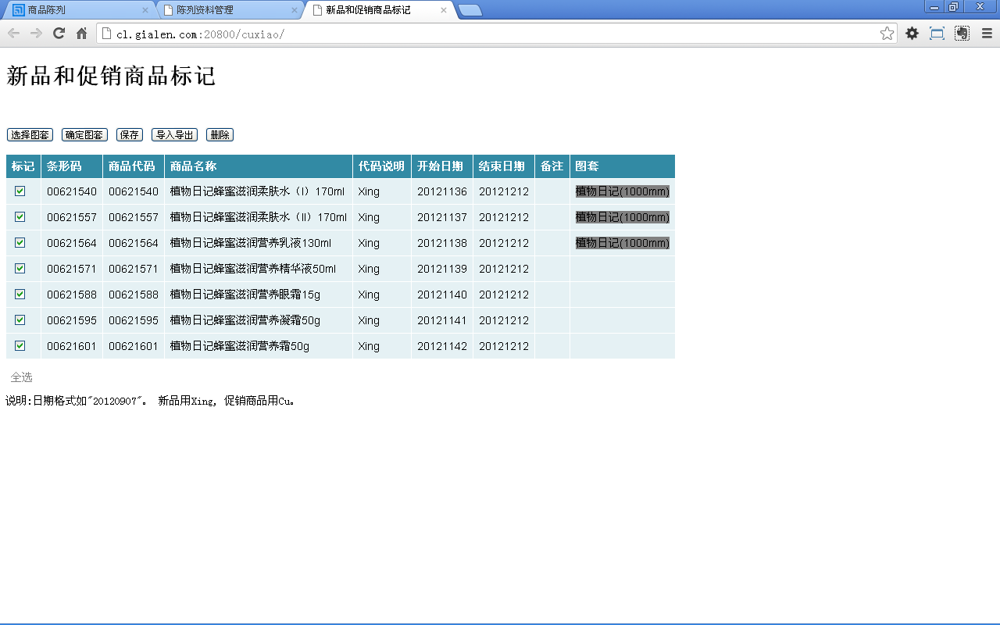 商品陈列
陈列资料管理
新品和促销商品标记
cl.gialen.com:20800/cuxiao/
新品和促销商品标记
选择图套 确定图套 保存 导入导出 删除
标记 条形码 商品代码 商品名称 代码说明 开始日期 结束日期 备注 图套
00621540 00621540 植物日记蜂蜜滋润柔肤水（I）170ml Xing 20121136 20121212 植物日记(1000mm)
00621557 00621557 植物日记蜂蜜滋润柔肤水（II）170ml Xing 20121137 20121212 植物日记(1000mm)
00621564 00621564 植物日记蜂蜜滋润营养乳液130ml Xing 20121138 20121212 植物日记(1000mm)
00621571 00621571 植物日记蜂蜜滋润营养精华液50ml Xing 20121139 20121212
00621588 00621588 植物日记蜂蜜滋润营养眼霜15g Xing 20121140 20121212
00621595 00621595 植物日记蜂蜜滋润营养凝霜50g Xing 20121141 20121212
00621601 00621601 植物日记蜂蜜滋润营养霜50g Xing 20121142 20121212
全选
说明:日期格式如"20120907"。 新品用Xing, 促销商品用Cu。